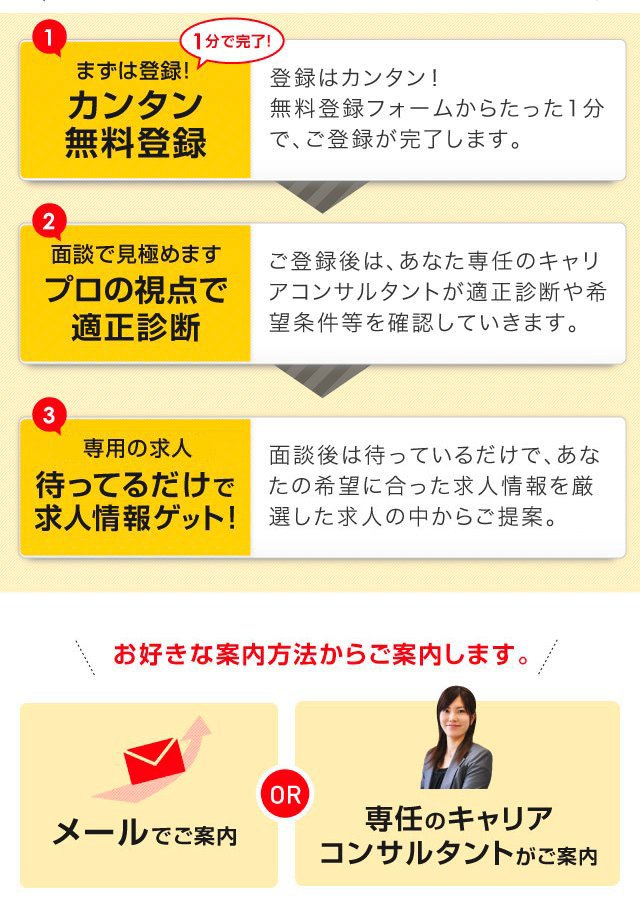 1
1分で完了!
まずは登録!
カンタン
無料登録
登録はカンタン!
無料登録フォームからたった1分
で、ご登録が完了します。
2
面談で見極めます
プロの視点で
適正診断
ご登録後は、あなた専任のキャリ
アコンサルタントが適正診断や希
望条件等を確認していきます。
3
専用の求人
待ってるだけで
求人情報ゲット!
面談後は待っているだけで、あな
たの希望に合った求人情報を厳
選した求人の中からご提案。
お好きな案内方法からご案内します。
メールでご案内
OR
専任のキャリア
コンサルタントがご案内